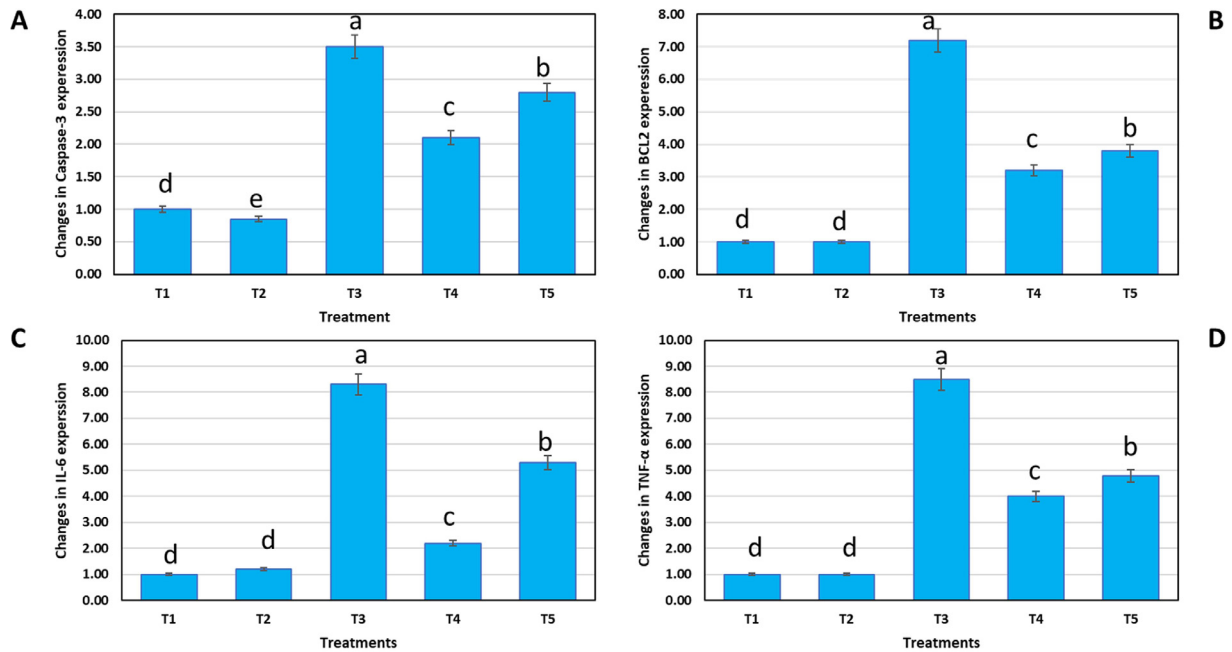 A
Changes in Caspase-3 experession
4.00
3.50
3.00
2.50
2.00
1.50
1.00
0.50
0.00
d
e
a
c
b
T1 T2 T3 T4 T5
Treatment
B
Changes in BCL2 experession
8.00
7.00
6.00
5.00
4.00
3.00
2.00
1.00
0.00
d
d
a
c
b
T1 T2 T3 T4 T5
Treatments
C
Changes in IL-6 experssion
10.00
9.00
8.00
7.00
6.00
5.00
4.00
3.00
2.00
1.00
0.00
d
d
a
c
b
T1 T2 T3 T4 T5
Treatments
D
Changes in TNF-α expression
10.00
9.00
8.00
7.00
6.00
5.00
4.00
3.00
2.00
1.00
0.00
d
d
a
c
b
T1 T2 T3 T4 T5
Treatments